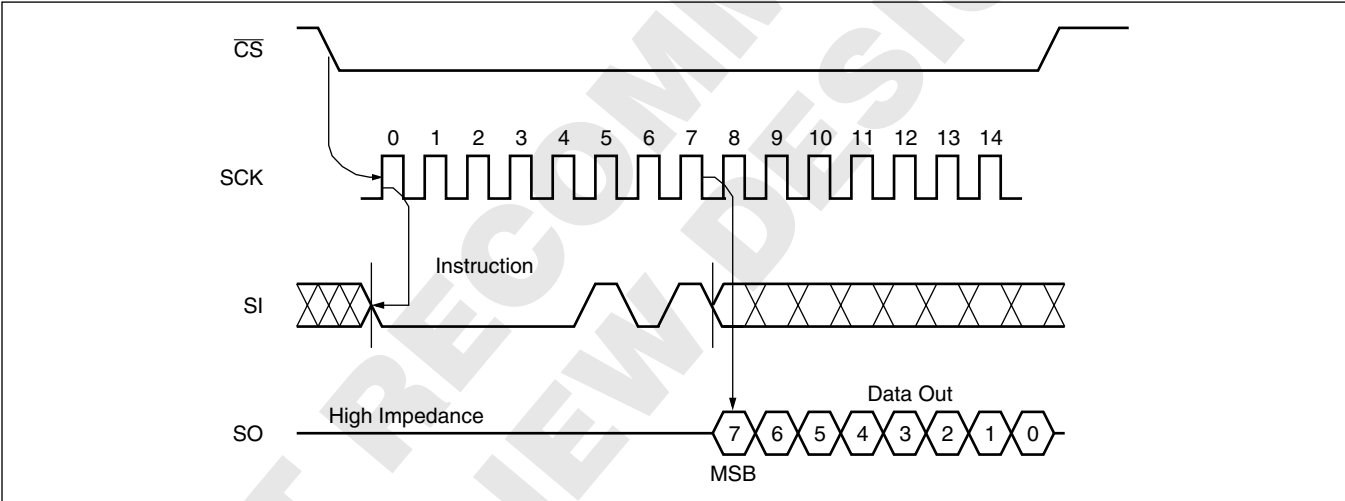 CS
0 1 2 3 4 5 6 7 8 9 10 11 12 13 14
SCK
Instruction
SI
Data Out
High Impedance
SO
7 6 5 4 3 2 1 0
MSB